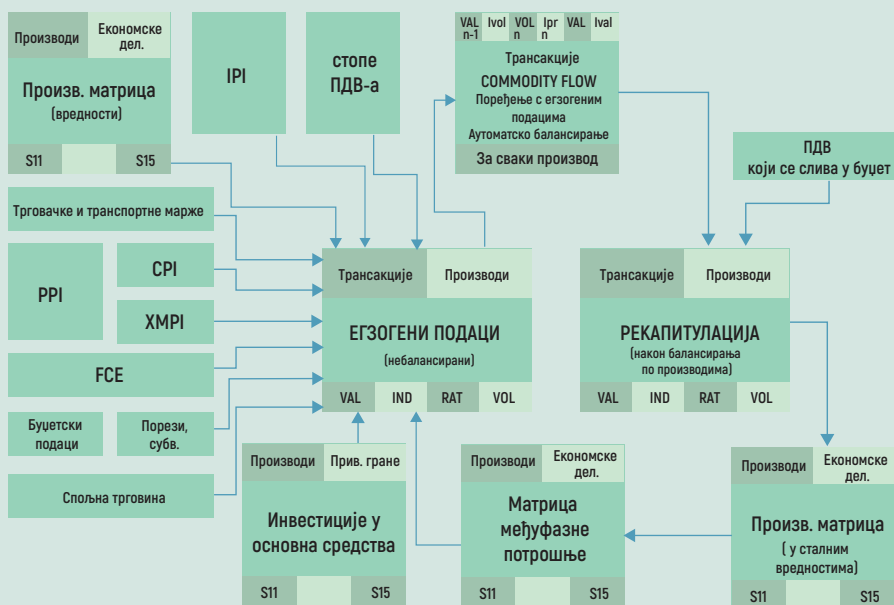 Производи
Економске
дел.
Произв. матрица
(вредности)
S11
S15
IPI
стопе
ПДВ-а
VAL
n-1
Ivol
VOL
n
Ipr
n
VAL
Ival
Трансакције
COMMODITY FLOW
Поређење с егзогеним
подацима
Аутоматско балансирање
За сваки производ
ПДВ
који се слива у буџет
Трговачке и транспортне марже
PPI
CPI
XMPI
FCE
Буџетски
подаци
Порези,
субв.
Спољна трговина
Трансакције
Производи
ЕГЗОГЕНИ ПОДАЦИ
(небалансирани)
VAL
IND
RAT
VOL
Трансакције
Производи
РЕКАПИТУЛАЦИЈА
(након балансирања
по производима)
VAL
IND
RAT
VOL
Производи
Прив. гране
Инвестиције у
основна средства
S11
S15
Производи
Економске
дел.
Матрица
међуфазне
потрошње
S11
S15
Производи
Економске
дел.
Произв. матрица
( у сталним
вредностима)
S11
S15